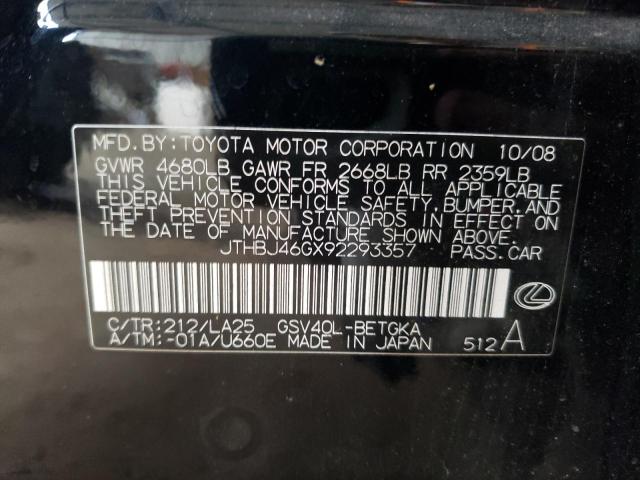 MFD. BY: TOYOTA MOTOR CORPORATION 10/08
GVWR 4680LB GAWR FR 2668LB RR 2359LB
THIS VEHICLE CONFORMS TO ALL APPLICABLE
FEDERAL MOTOR VEHICLE SAFETY, BUMPER, AND
THEFT PREVENTION STANDARDS IN EFFECT ON
THE DATE OF MANUFACTURE SHOWN ABOVE.
JTHBJ46GX92293357 PASS. CAR
C/TR: 212/LA25 GSV40L-BETGKA
A/TM: -01A/U660E MADE IN JAPAN 512 A